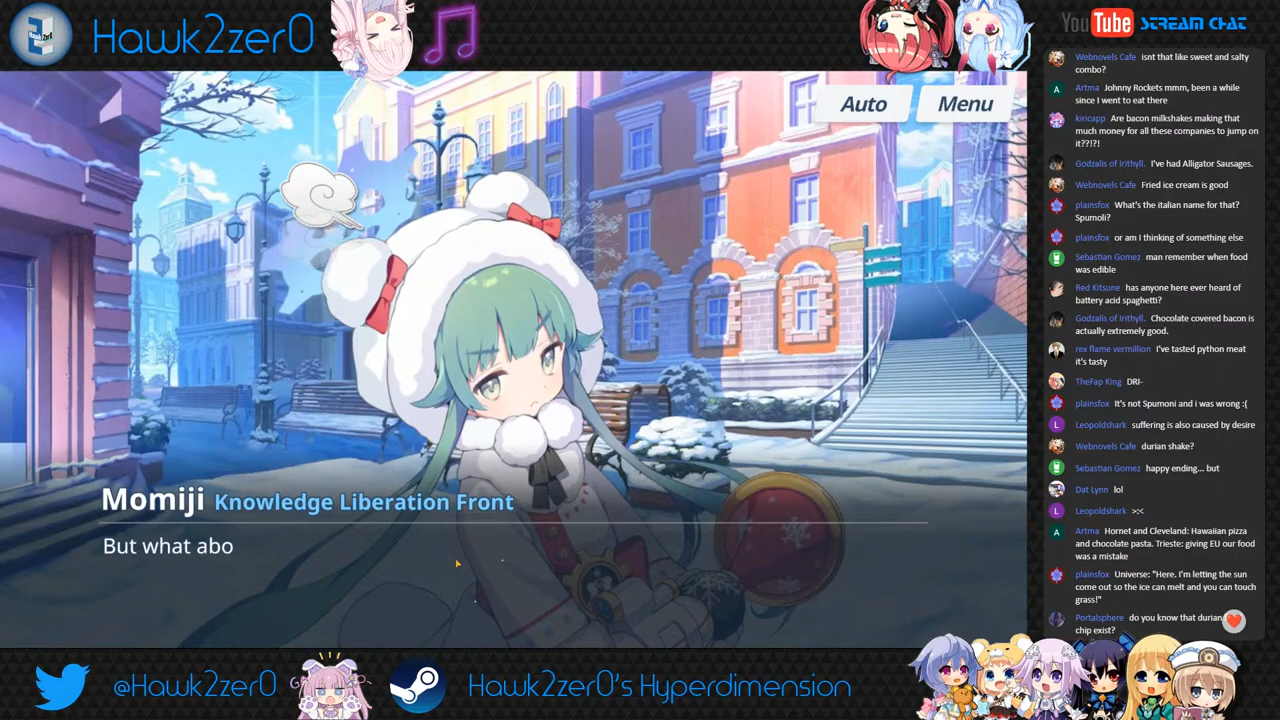 Hawk2zer0
YouTube STREAM CHAT
Auto
Menu
Momiji Knowledge Liberation Front
But what abo
Webnovels Cafe isnt that like sweet and salty
combo?
A Artma Johnny Rockets mmm, been a while
since I went to eat there
kiricapp Are bacon milkshakes making that
much money for all these companies to jump on
it??!?!
Godzalis of Irithyll. I've had Alligator Sausages.
Webnovels Cafe Fried ice cream is good
plainsfox What's the italian name for that?
Spumoli?
plainsfox or am I thinking of something else
Sebastian Gomez man remember when food
was edible
Red Kitsune has anyone here ever heard of
battery acid spaghetti?
Godzalis of Irithyll. Chocolate covered bacon is
actually extremely good.
rex flame vermillion I've tasted python meat
it's tasty
TheFap King DRI-
plainsfox It's not Spumoni and i was wrong :(
L Leopoldshark suffering is also caused by desire
Webnovels Cafe durian shake?
Sebastian Gomez happy ending... but
Dat Lynn lol
L Leopoldshark >:<
A Artma Hornet and Cleveland: Hawaiian pizza
and chocolate pasta. Trieste: giving EU our food
was a mistake
plainsfox Universe: "Here. I'm letting the sun
come out so the ice can melt and you can touch
grass!"
Portalsphere do you know that durian
chip exist?
@Hawk2zer0
Hawk2zer0's Hyperdimension